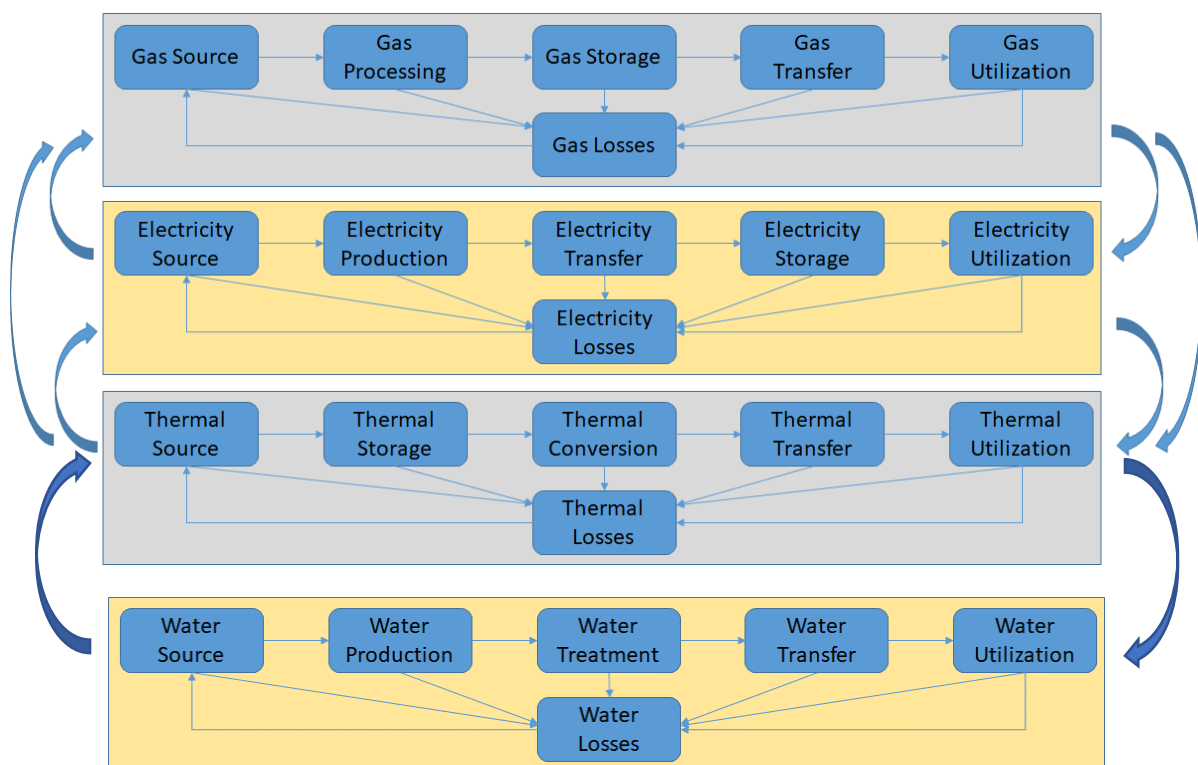 Gas Source
Gas
Processing
Gas Storage
Gas
Transfer
Gas
Utilization
Gas Losses
Electricity
Source
Electricity
Production
Electricity
Transfer
Electricity
Storage
Electricity
Utilization
Electricity
Losses
Thermal
Source
Thermal
Storage
Thermal
Conversion
Thermal
Transfer
Thermal
Utilization
Thermal
Losses
Water
Source
Water
Production
Water
Treatment
Water
Transfer
Water
Utilization
Water
Losses